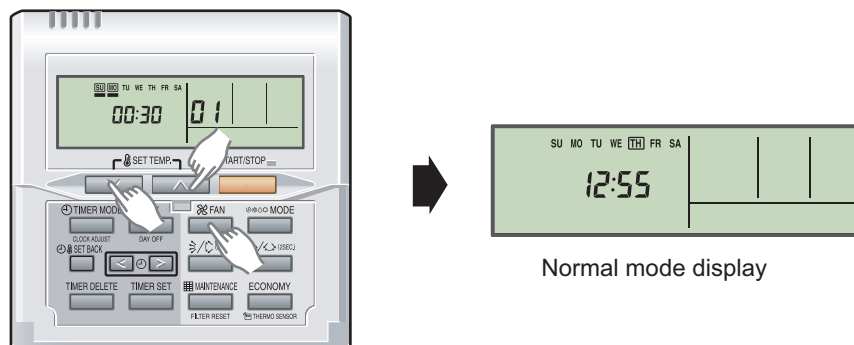 SU MO TU WE TH FR SA
00:30 01
SET TEMP. START/STOP
TIMER MODE FAN MODE
CLOCK ADJUST DAY OFF
SET BACK (2SEC.)
TIMER DELETE TIMER SET MAINTENANCE ECONOMY
FILTER RESET THERMO SENSOR
SU MO TU WE TH FR SA
12:55
Normal mode display